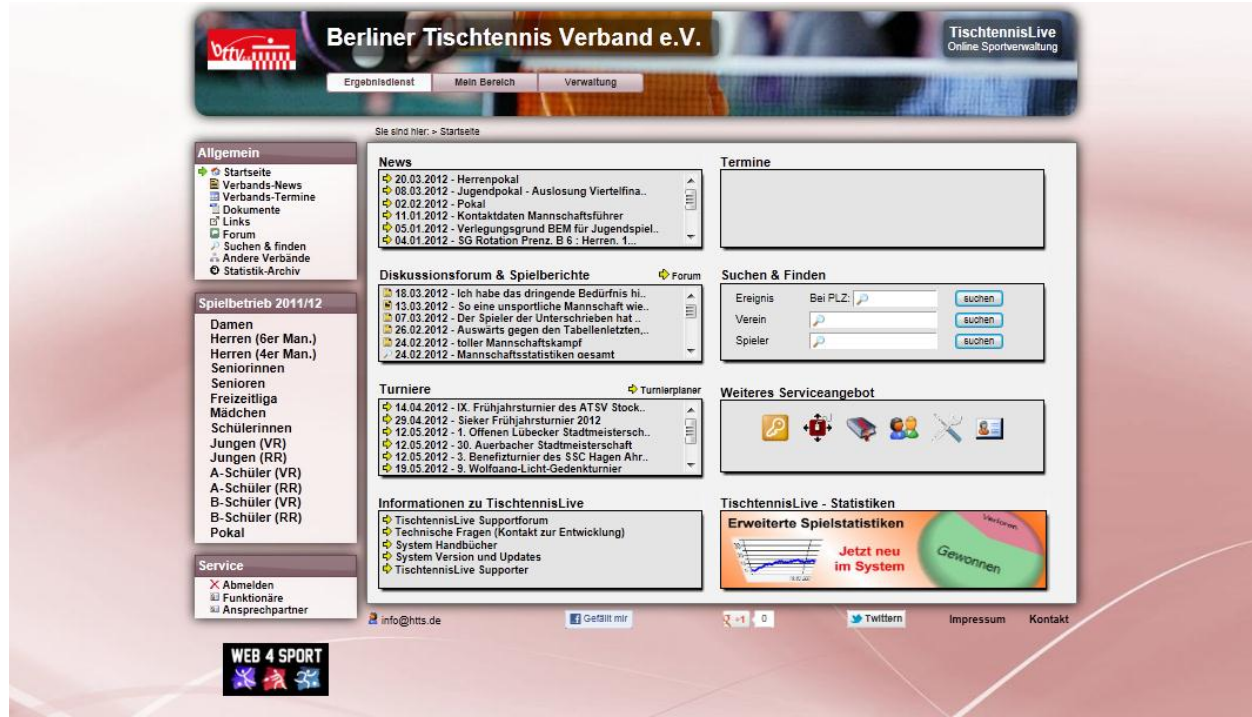 bttv
Berliner Tischtennis Verband e.V.
TischtennisLive
Online Sportverwaltung
Ergebnisdienst
Mein Bereich
Verwaltung
Sie sind hier: > Startseite
Allgemein
Startseite
Verbands-News
Verbands-Termine
Dokumente
Links
Forum
Suchen & finden
Andere Verbände
Statistik-Archiv
Spielbetrieb 2011/12
Damen
Herren (6er Man.)
Herren (4er Man.)
Seniorinnen
Senioren
Freizeitliga
Mädchen
Schülerinnen
Jungen (VR)
Jungen (RR)
A-Schüler (VR)
A-Schüler (RR)
B-Schüler (VR)
B-Schüler (RR)
Pokal
Service
Abmelden
Funktionäre
Ansprechpartner
WEB 4 SPORT
News
20.03.2012 - Herrenpokal
08.03.2012 - Jugendpokal - Auslosung Viertelfina..
02.02.2012 - Pokal
11.01.2012 - Kontaktdaten Mannschaftsführer
05.01.2012 - Verlegungsgrund BEM für Jugendspiel..
04.01.2012 - SG Rotation Prenz. B 6 : Herren. 1...
Termine
Diskussionsforum & Spielberichte
Forum
18.03.2012 - Ich habe das dringende Bedürfnis hi..
13.03.2012 - So eine unsportliche Mannschaft wie..
07.03.2012 - Der Spieler der Unterschrieben hat ..
26.02.2012 - Auswärts gegen den Tabellenletzten,..
24.02.2012 - toller Mannschaftskampf
24.02.2012 - Mannschaftsstatistiken gesamt
Suchen & Finden
Ereignis Bei PLZ: suchen
Verein suchen
Spieler suchen
Turniere
Turnierplaner
14.04.2012 - IX. Frühjahrsturnier des ATSV Stock..
29.04.2012 - Sieker Frühjahrsturnier 2012
12.05.2012 - 1. Offenen Lübecker Stadtmeistersch..
12.05.2012 - 30. Auerbacher Stadtmeisterschaft
12.05.2012 - 3. Benefizturnier des SSC Hagen Ahr..
19.05.2012 - 9. Wolfgang-Licht-Gedenkturnier
Weiteres Serviceangebot
Informationen zu TischtennisLive
TischtennisLive Supportforum
Technische Fragen (Kontakt zur Entwicklung)
System Handbücher
System Version und Updates
TischtennisLive Supporter
TischtennisLive - Statistiken
Erweiterte Spielstatistiken
Jetzt neu
im System
Verloren
Gewonnen
info@htts.de
Gefällt mir
+1 0
Twittern
Impressum
Kontakt